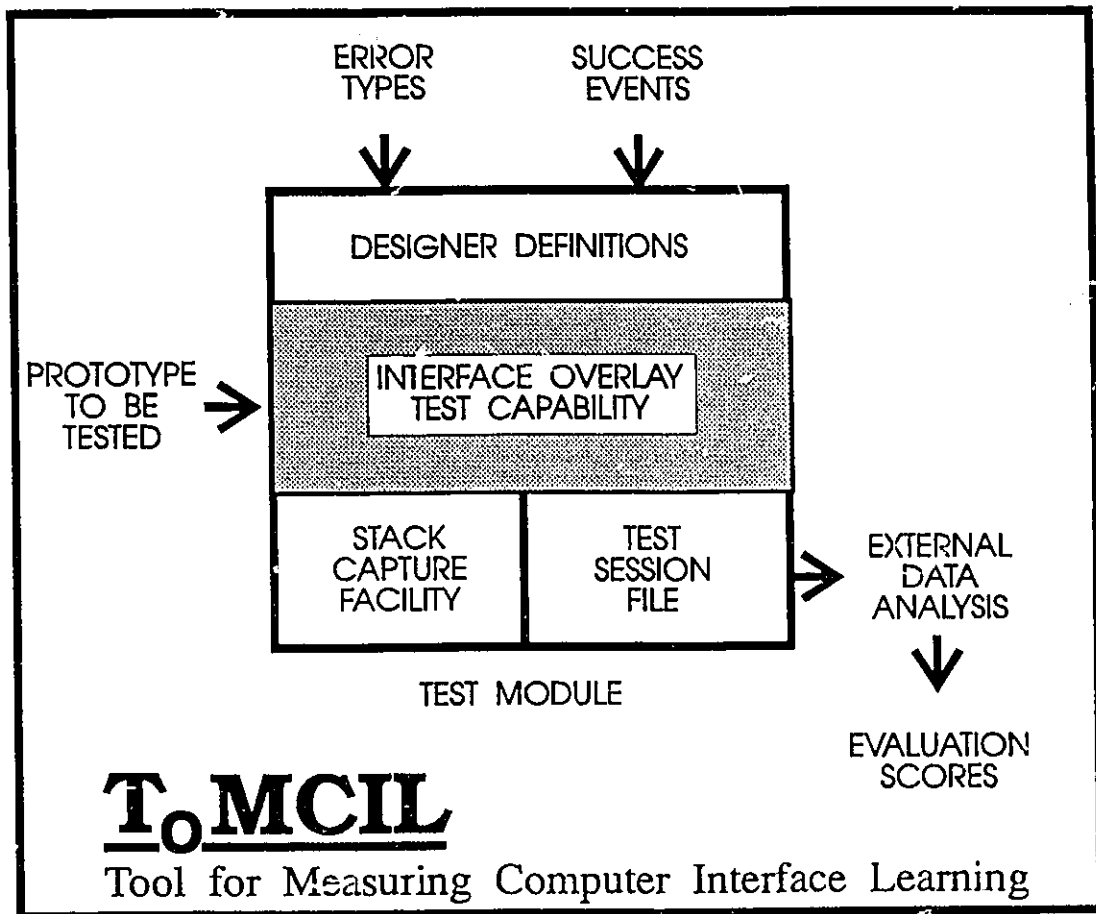 ERROR
TYPES
SUCCESS
EVENTS
DESIGNER DEFINITIONS
PROTOTYPE
TO BE
TESTED
INTERFACE OVERLAY
TEST CAPABILITY
STACK
CAPTURE
FACILITY
TEST
SESSION
FILE
EXTERNAL
DATA
ANALYSIS
TEST MODULE
EVALUATION
SCORES
ToMCIL
Tool for Measuring Computer Interface Learning